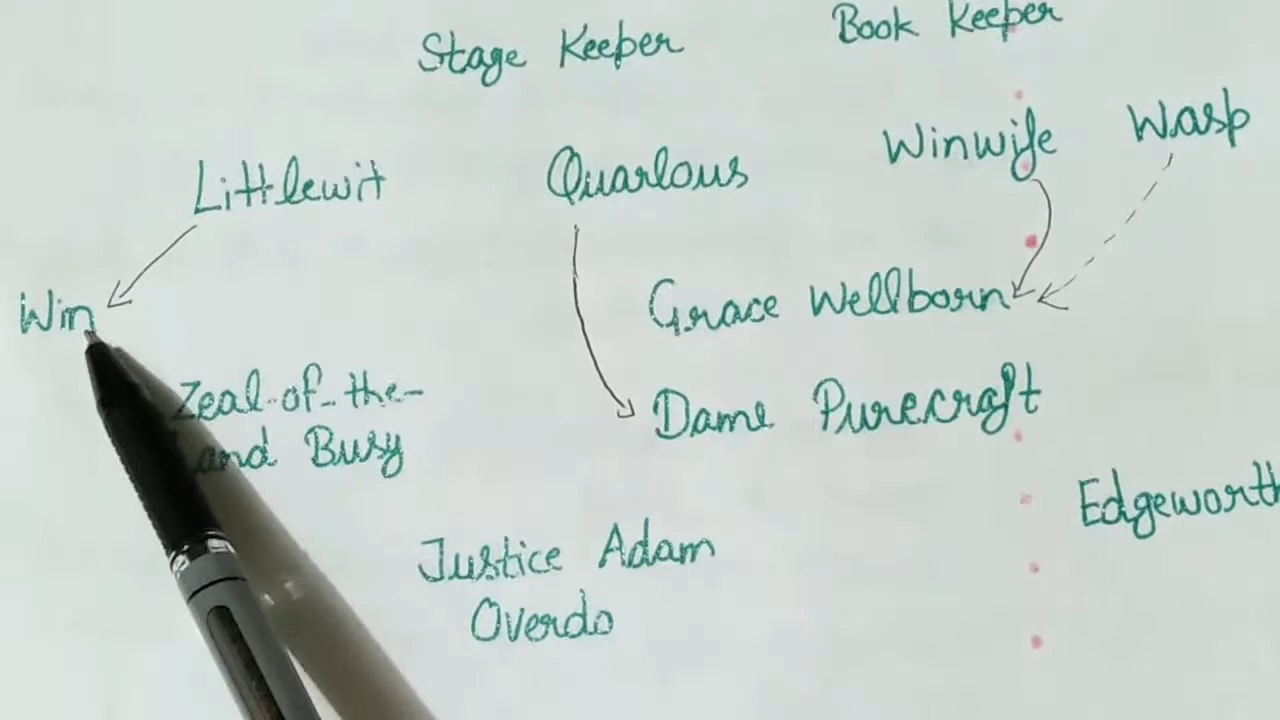 Stage Keeper
Book Keeper
Littlewit
Quarlous
Winwife
Wasp
Win
Grace Wellborn
Zeal-of-the-
Land Busy
Dame Purecraft
Edgeworth
Justice Adam
Overdo